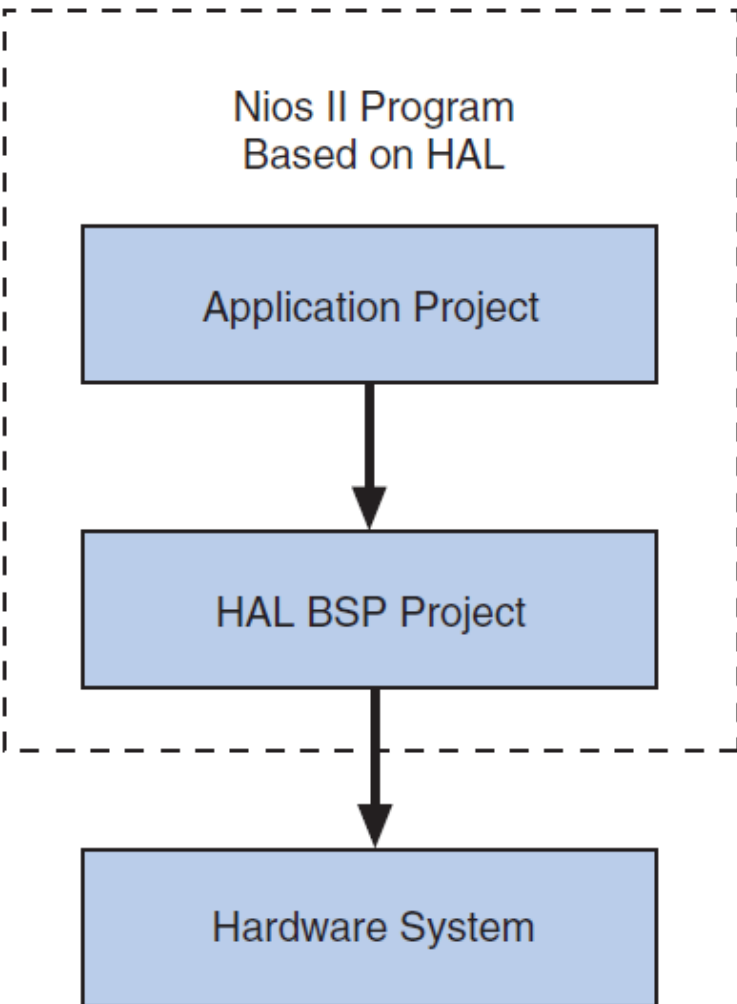 Nios II Program
Based on HAL
Application Project
HAL BSP Project
Hardware System